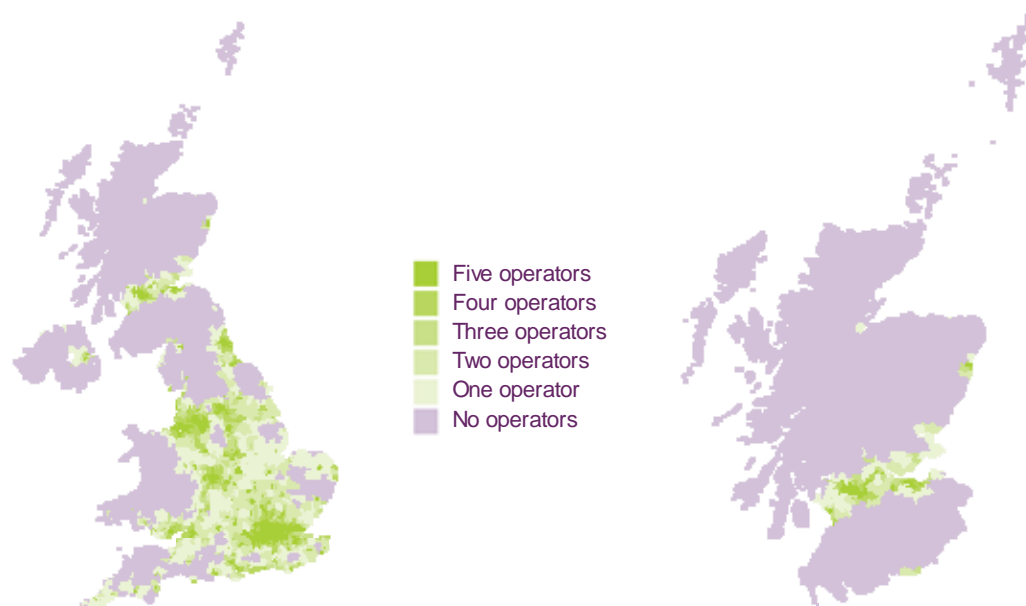 Five operators
Four operators
Three operators
Two operators
One operator
No operators